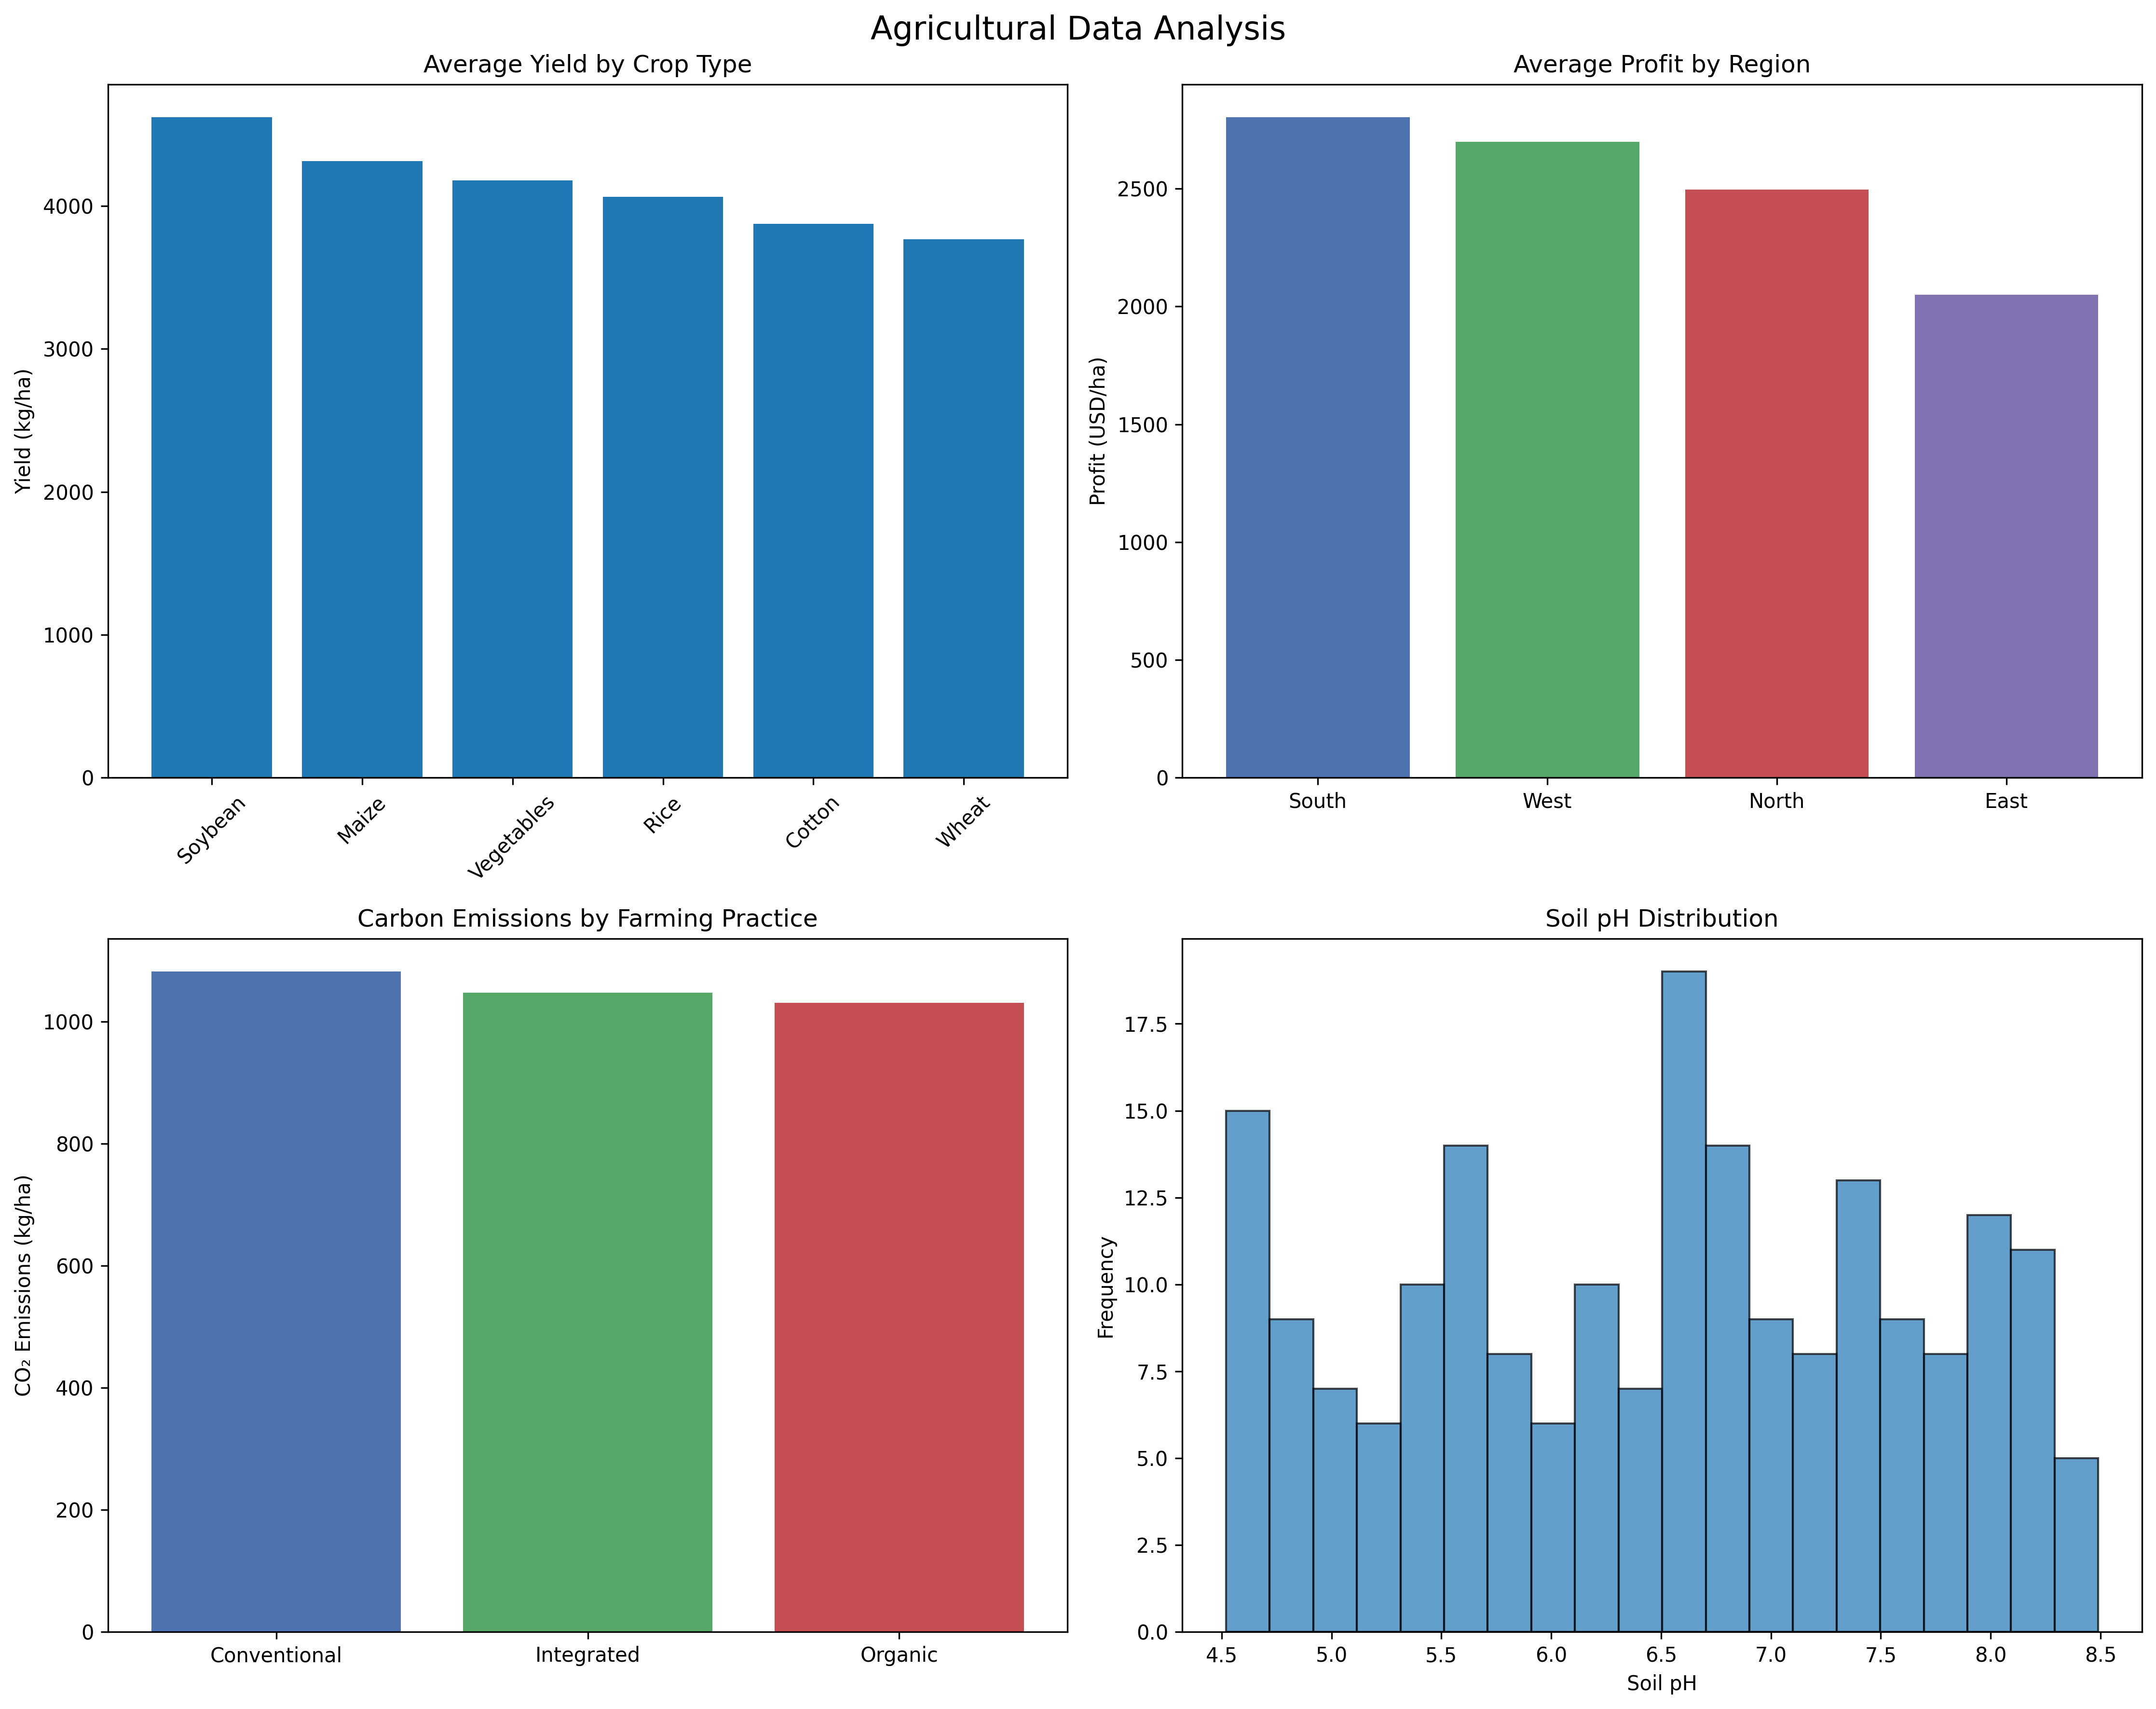 Agricultural Data Analysis
Average Yield by Crop Type
Yield (kg/ha)
4000
3000
2000
1000
0
Soybean
Maize
Vegetables
Rice
Cotton
Wheat
Average Profit by Region
Profit (USD/ha)
2500
2000
1500
1000
500
0
South
West
North
East
Carbon Emissions by Farming Practice
CO₂ Emissions (kg/ha)
1000
800
600
400
200
0
Conventional
Integrated
Organic
Soil pH Distribution
Frequency
17.5
15.0
12.5
10.0
7.5
5.0
2.5
0.0
4.5
5.0
5.5
6.0
6.5
7.0
7.5
8.0
8.5
Soil pH